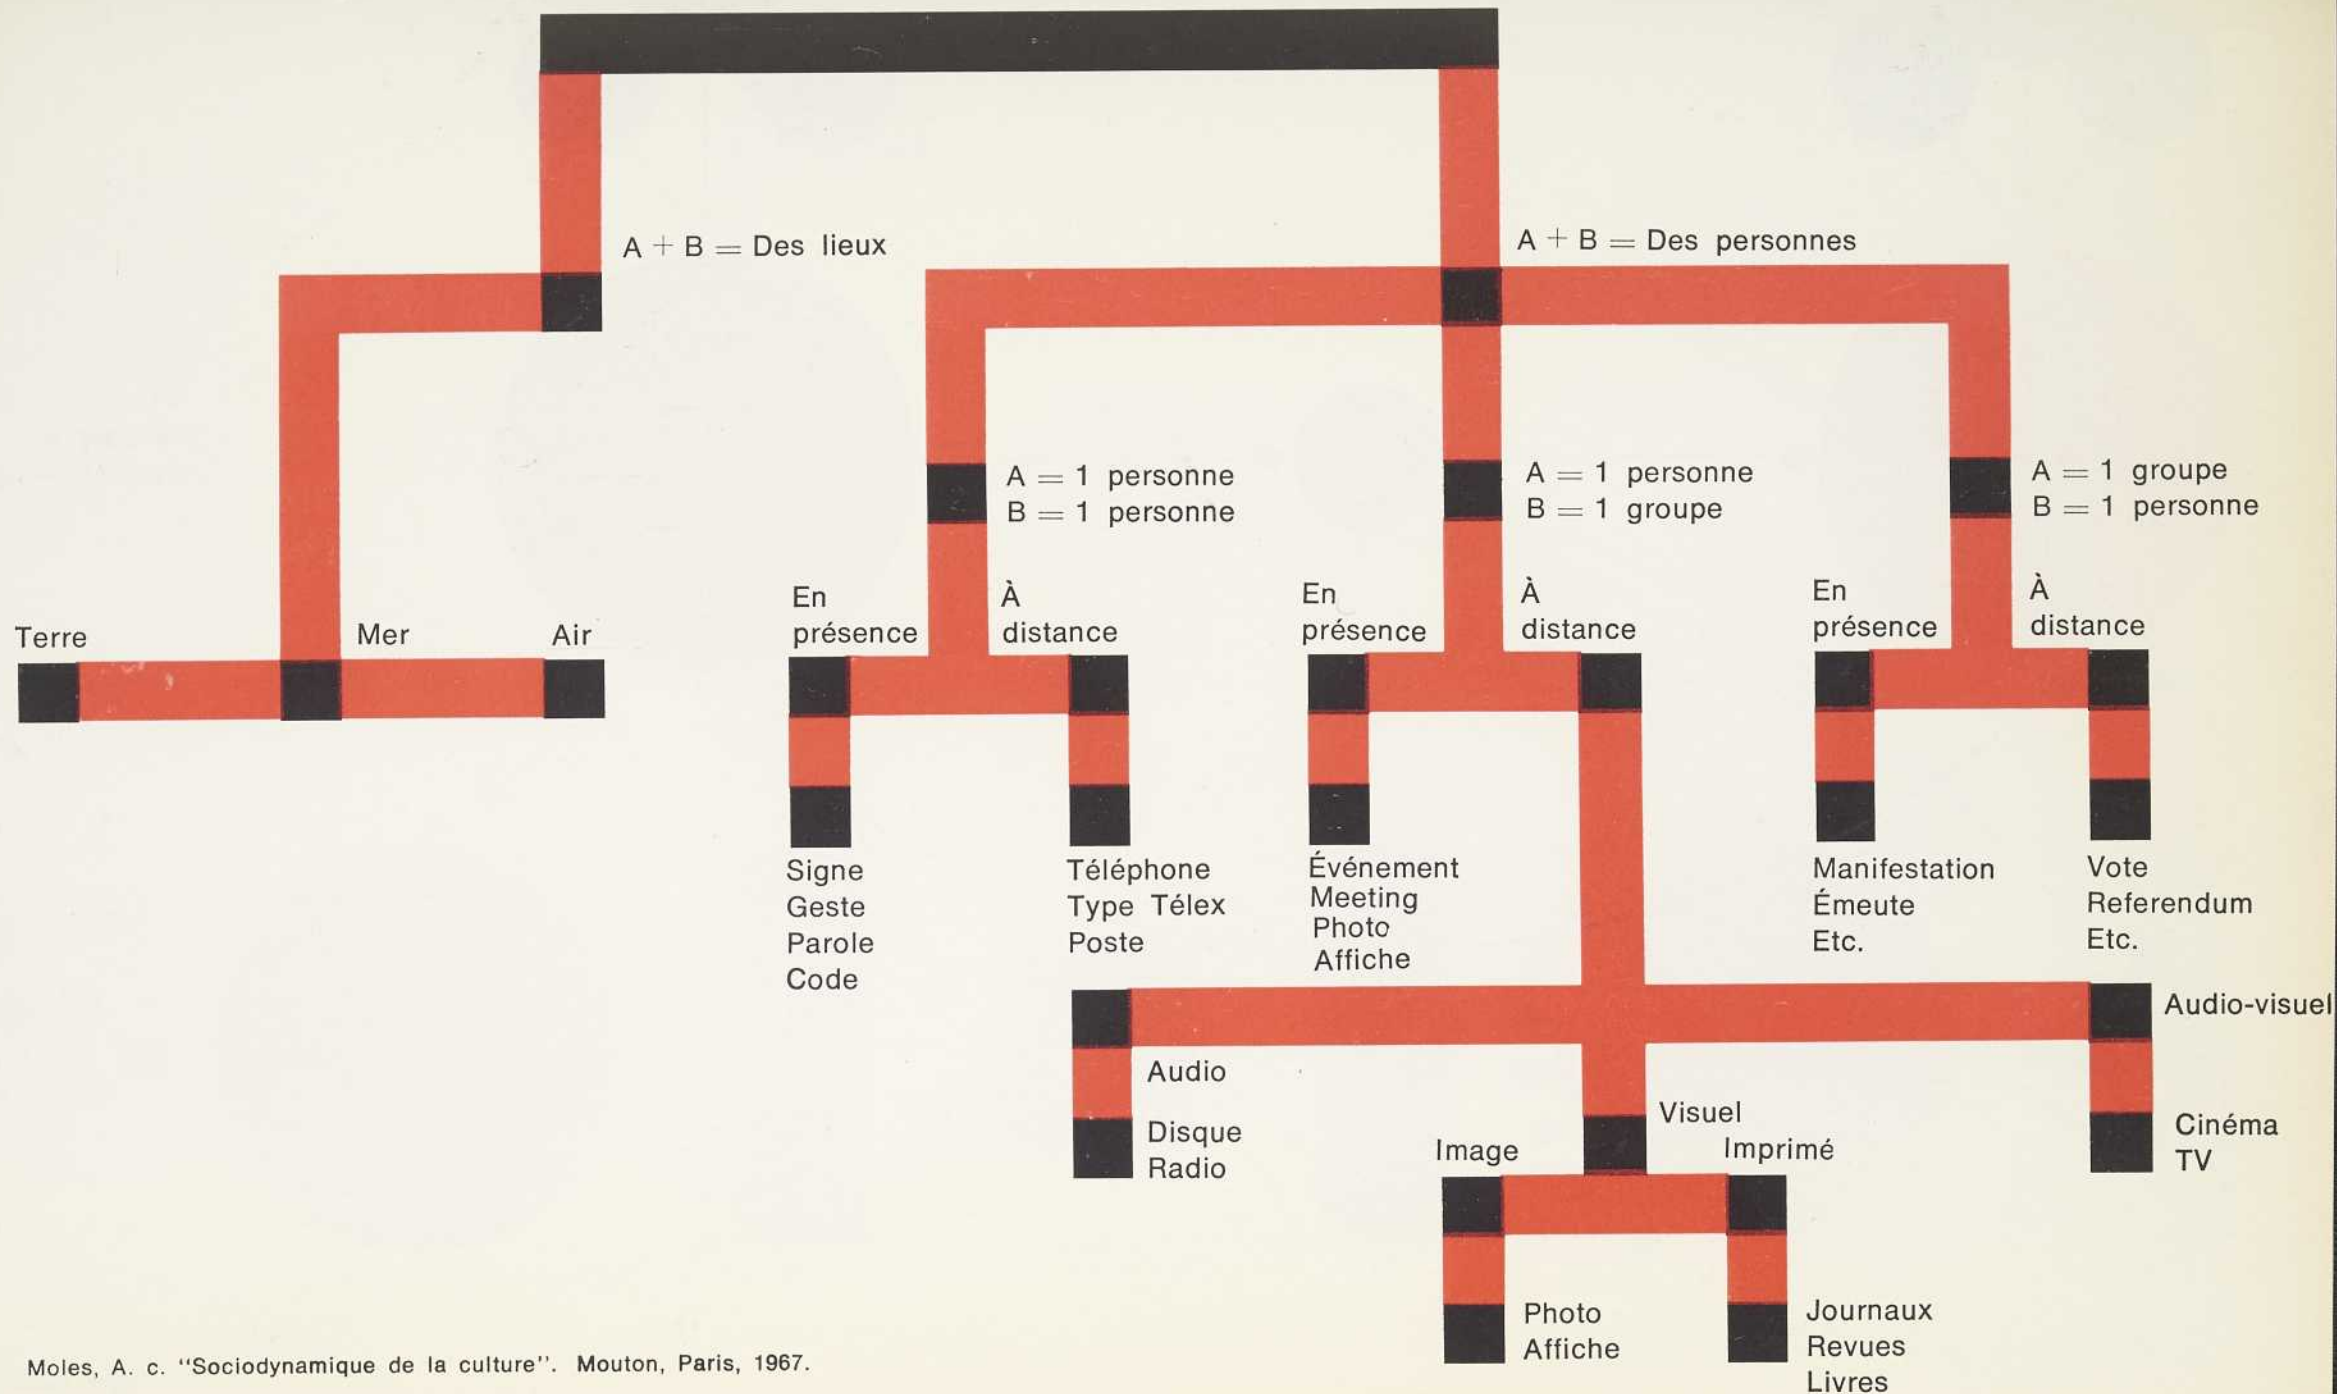 A + B = Des lieux
A + B = Des personnes
A = 1 personne
B = 1 personne
A = 1 personne
B = 1 groupe
A = 1 groupe
B = 1 personne
Terre
Mer
Air
En
présence
À
distance
En
présence
À
distance
En
présence
À
distance
Signe
Geste
Parole
Code
Téléphone
Type Télex
Poste
Événement
Meeting
Photo
Affiche
Manifestation
Émeute
Etc.
Vote
Referendum
Etc.
Audio
Disque
Radio
Visuel
Image
Imprimé
Audio-visuel
Cinéma
TV
Photo
Affiche
Journaux
Revues
Livres
Moles, A. c. "Sociodynamique de la culture". Mouton, Paris, 1967.